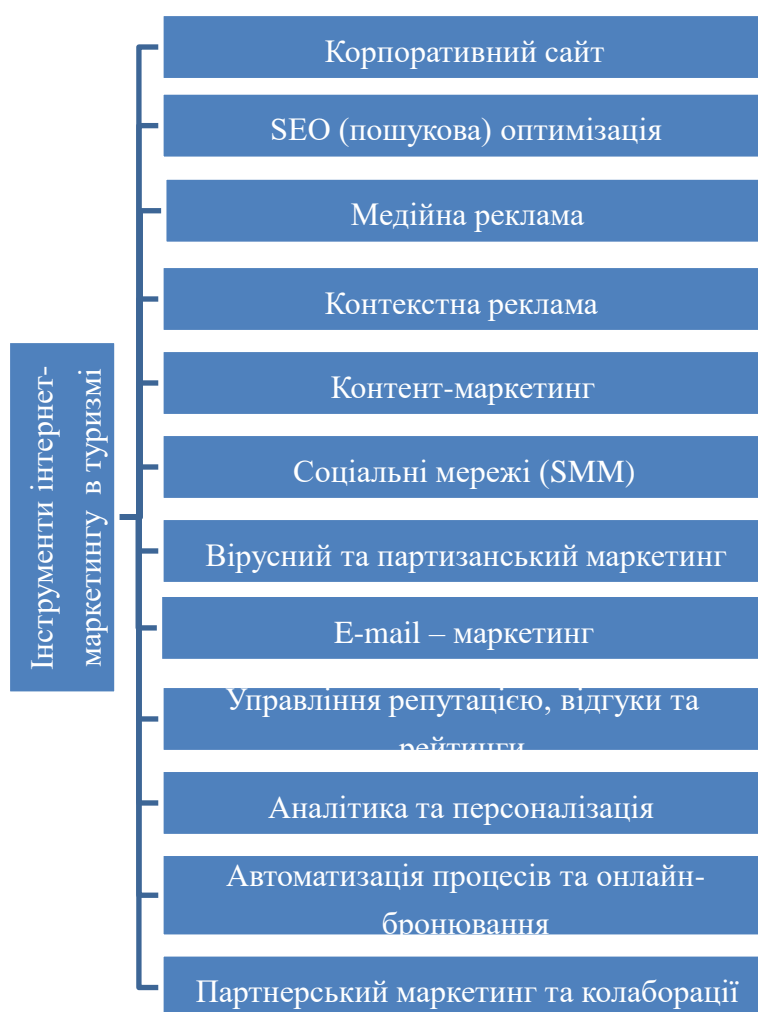 Інструменти інтернет-
маркетингу в туризмі
Корпоративний сайт
SEO (пошукова) оптимізація
Медійна реклама
Контекстна реклама
Контент-маркетинг
Соціальні мережі (SMM)
Вірусний та партизанський маркетинг
E-mail – маркетинг
Управління репутацією, відгуки та
рейтинги
Аналітика та персоналізація
Автоматизація процесів та онлайн-
бронювання
Партнерський маркетинг та колаборації